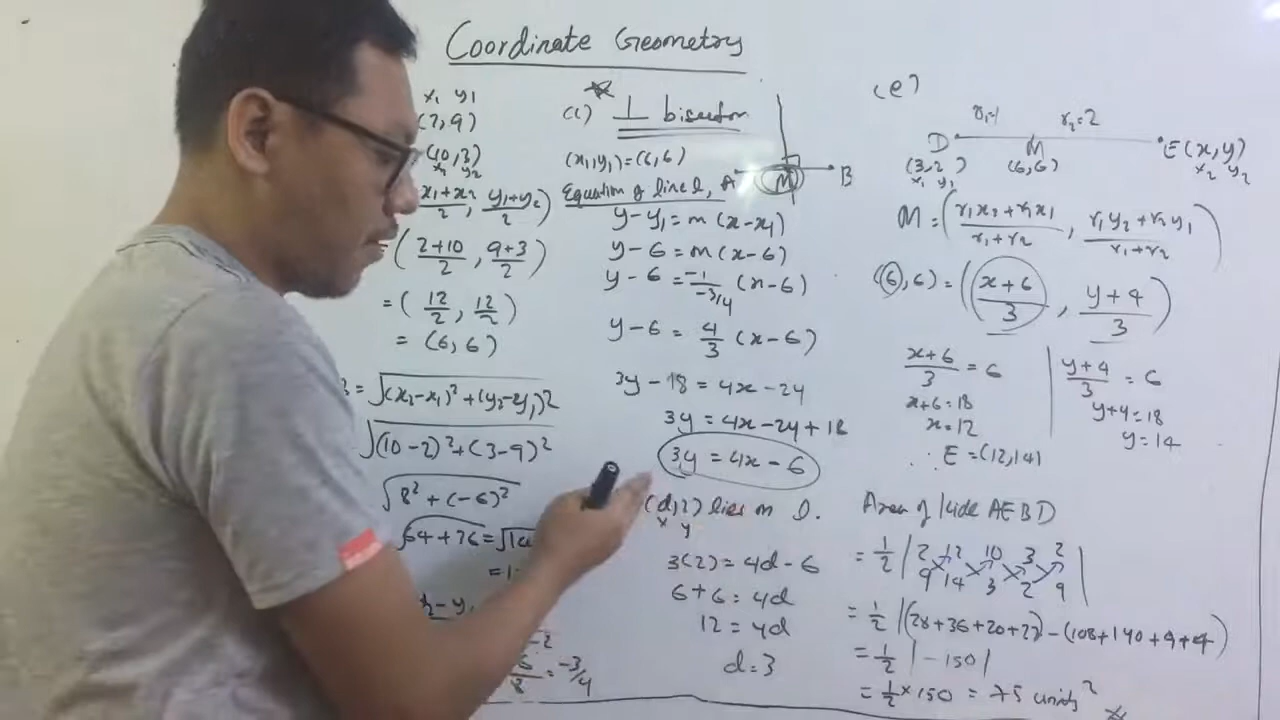 Coordinate Geometry
x₁ y₁
(2, 9)
(10, 3)
x₂ y₂
x₁+x₂/2, y₁+y₂/2)
= (2+10/2, 9+3/2)
= (12/2, 12/2)
= (6, 6)
= √(x₂-x₁)² + (y₂-y₁)²
√(10-2)² + (3-9)²
√8² + (-6)²
= -3/4
(c) ⊥ bisector
(x₁, y₁) = (6, 6)
A M B
Equation of line l,
y - y₁ = m (x - x₁)
y - 6 = m (x - 6)
y - 6 = -1/-3/4 (x - 6)
y - 6 = 4/3 (x - 6)
3y - 18 = 4x - 24
3y = 4x - 24 + 18
3y = 4x - 6
(d, 2) lies on l.
x y
3(2) = 4d - 6
6 + 6 = 4d
12 = 4d
d = 3
(e)
r₁=1 r₂=2
D M E (x, y)
(3, 2) (6, 6) x₂ y₂
x₁ y₁
M = (r₁x₂ + r₂x₁/r₁+r₂, r₁y₂ + r₂y₁/r₁+r₂)
(6, 6) = (x+6/3, y+4/3)
x+6/3 = 6 y+4/3 = 6
x+6 = 18 y+4 = 18
x = 12 y = 14
∴ E = (12, 14)
Area of kite AEBD
= 1/2 | 2 12 10 3 2 |
9 14 3 2 9
= 1/2 |(28+36+20+27) - (108+140+9+4)
= 1/2 | -150 |
= 1/2 × 150 = 75 units²